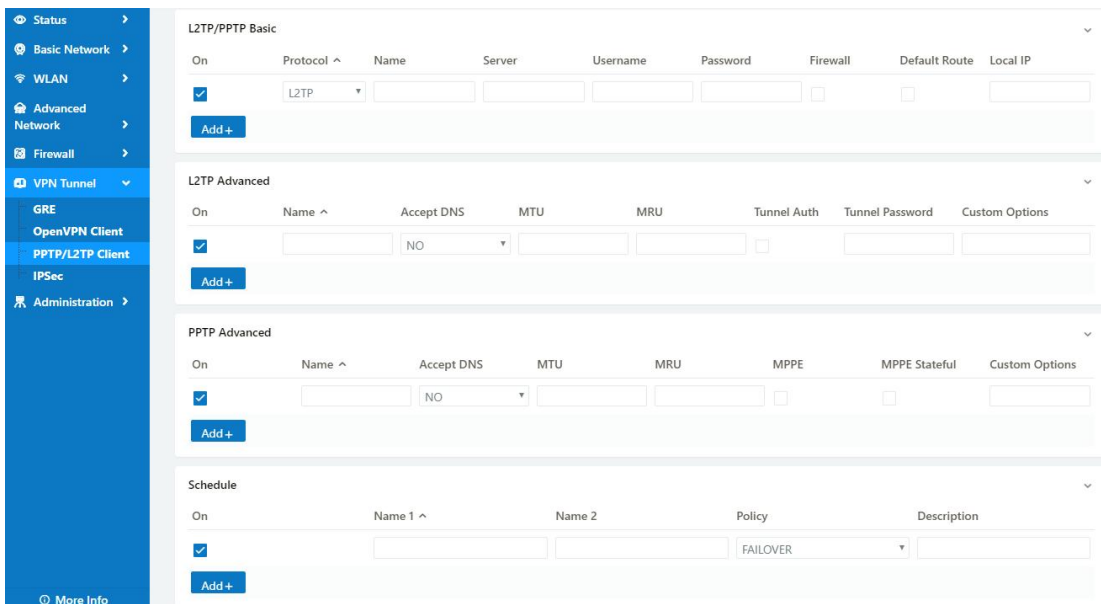 Status
Basic Network
WLAN
Advanced
Network
Firewall
VPN Tunnel
GRE
OpenVPN Client
PPTP/L2TP Client
IPSec
Administration
More Info
L2TP/PPTP Basic
On Protocol Name Server Username Password Firewall Default Route Local IP
L2TP
Add+
L2TP Advanced
On Name Accept DNS MTU MRU Tunnel Auth Tunnel Password Custom Options
NO
Add+
PPTP Advanced
On Name Accept DNS MTU MRU MPPE MPPE Stateful Custom Options
NO
Add+
Schedule
On Name 1 Name 2 Policy Description
FAILOVER
Add+